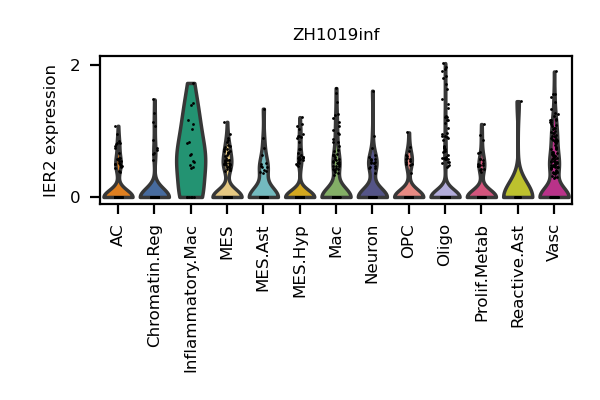 ZH1019inf
IER2 expression
2
0
AC
Chromatin.Reg
Inflammatory.Mac
MES
MES.Ast
MES.Hyp
Mac
Neuron
OPC
Oligo
Prolif.Metab
Reactive.Ast
Vasc